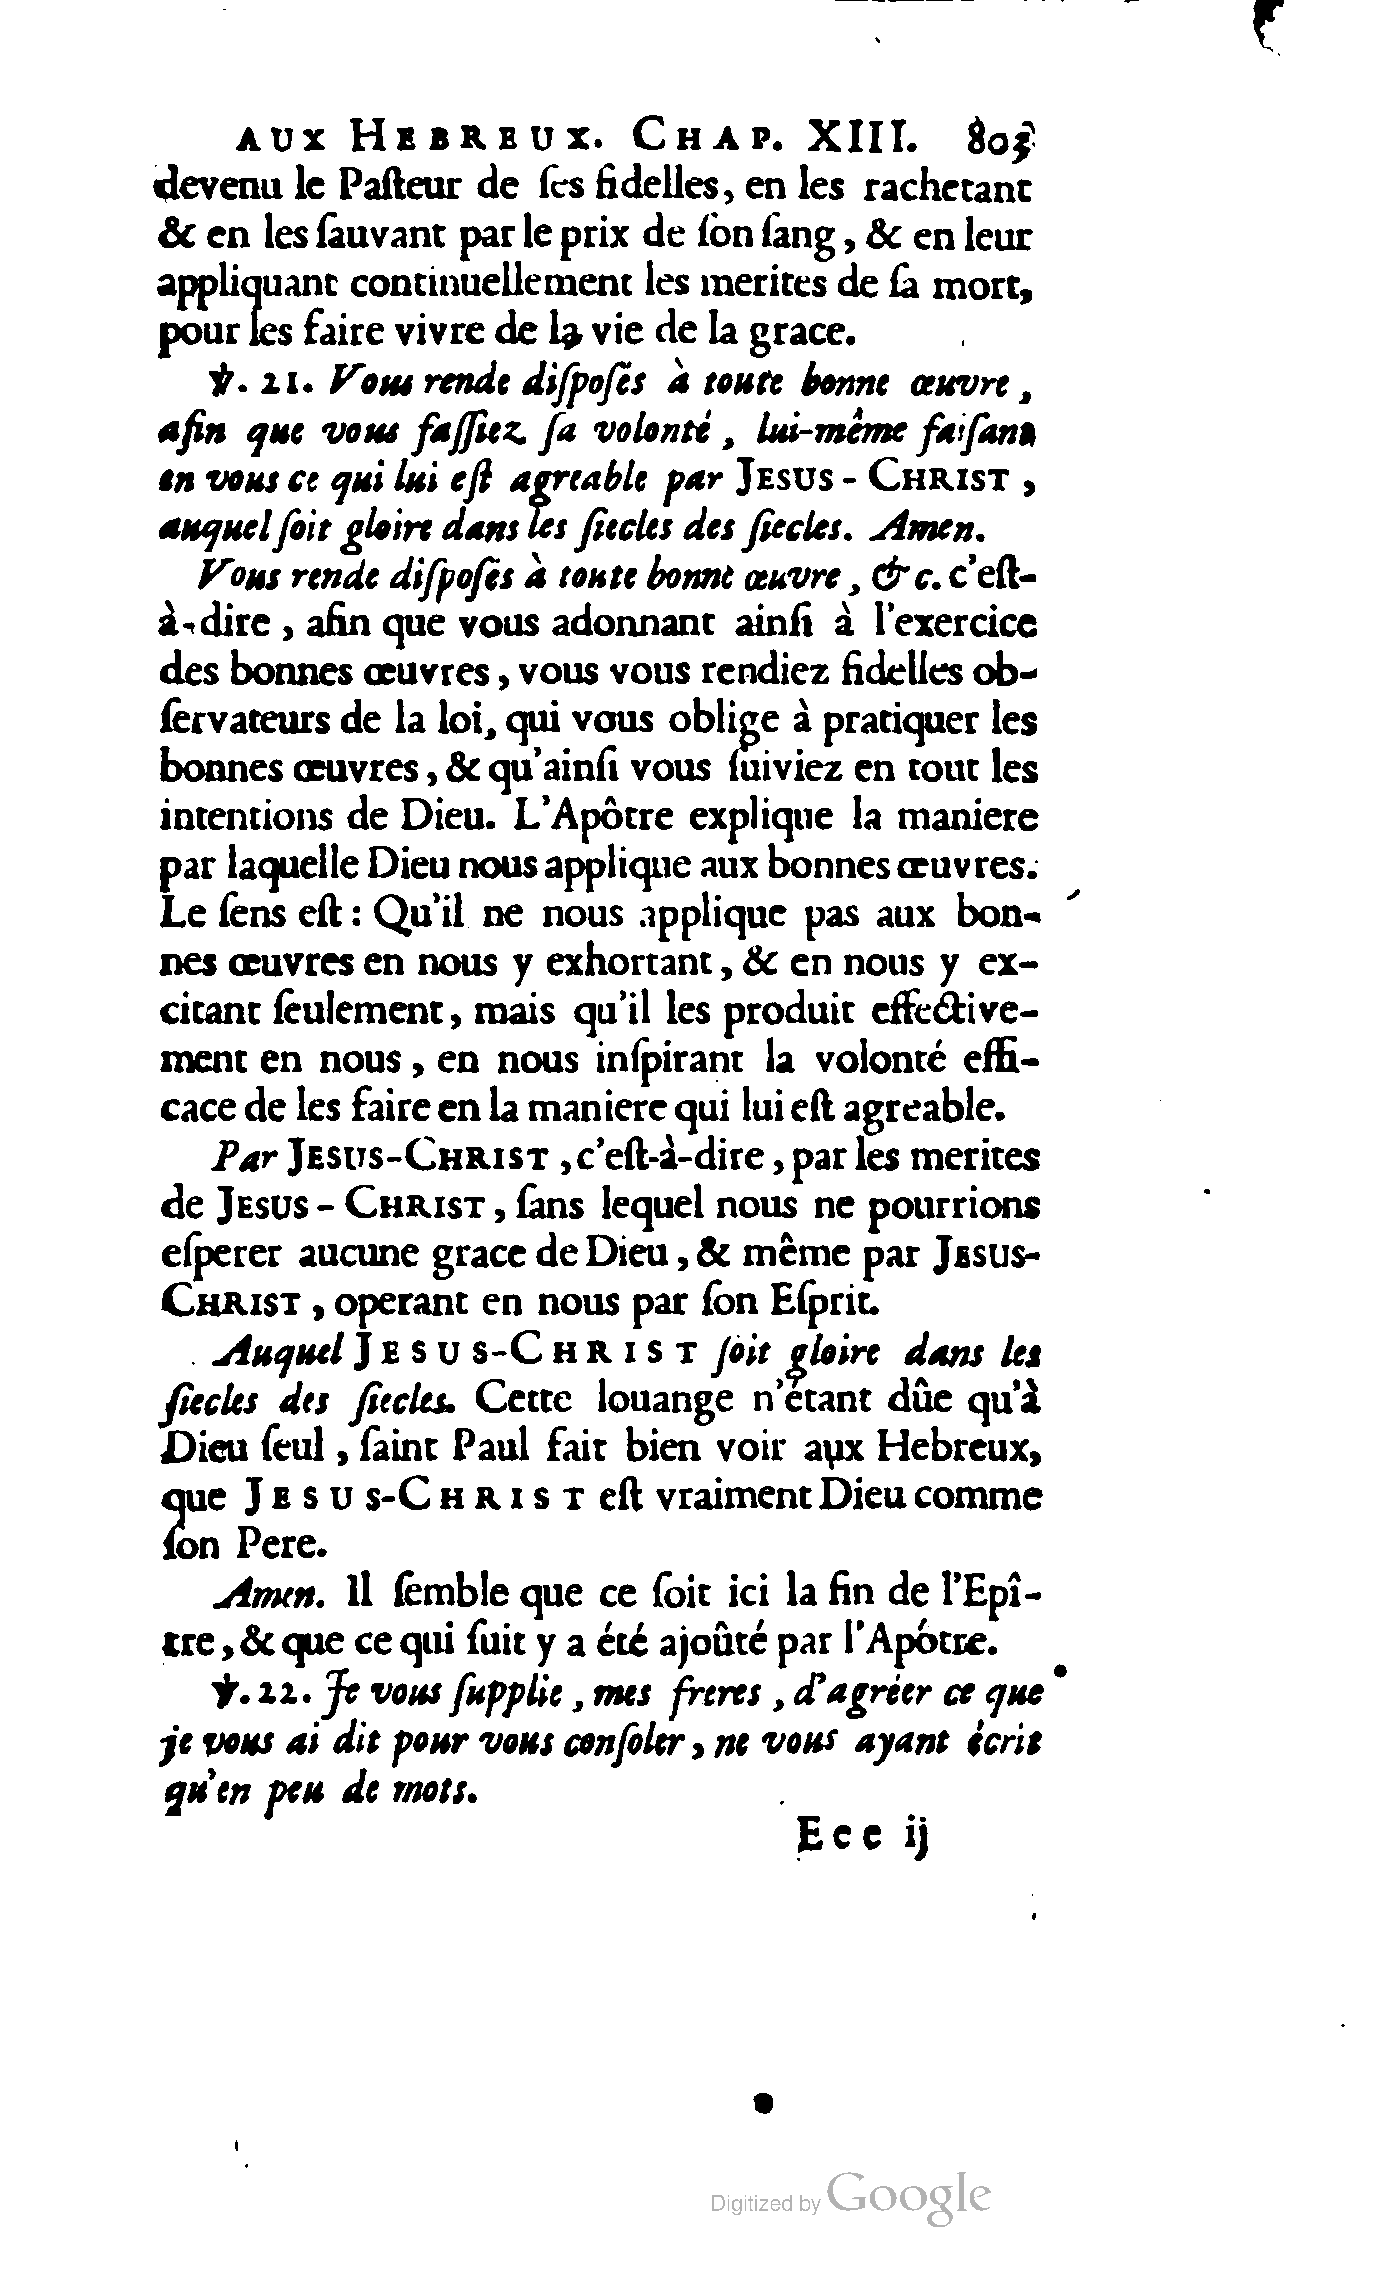 AUX HEBREUX. CHAP. XIII. 803
devenu le Paſteur de ſes fidelles, en les rachetant
& en les ſauvant par le prix de ſon ſang, & en leur
appliquant continuellement les merites de ſa mort,
pour les faire vivre de la vie de la grace.
℣. 21. Vous rende diſpoſés à toute bonne œuvre,
afin que vous faſſiez ſa volonté, lui-même faiſant
en vous ce qui lui eſt agreable par JESUS-CHRIST,
auquel ſoit gloire dans les ſiecles des ſiecles. Amen.
Vous rende diſpoſés à toute bonne œuvre, &c. c'eſt-
à-dire, afin que vous adonnant ainſi à l'exercice
des bonnes œuvres, vous vous rendiez fidelles ob-
ſervateurs de la loi, qui vous oblige à pratiquer les
bonnes œuvres, & qu'ainſi vous ſuiviez en tout les
intentions de Dieu. L'Apôtre explique la maniere
par laquelle Dieu nous applique aux bonnes œuvres.
Le ſens eſt: Qu'il ne nous applique pas aux bon-
nes œuvres en nous y exhortant, & en nous y ex-
citant ſeulement, mais qu'il les produit effective-
ment en nous, en nous inſpirant la volonté effi-
cace de les faire en la maniere qui lui eſt agreable.
Par JESUS-CHRIST, c'eſt-à-dire, par les merites
de JESUS-CHRIST, ſans lequel nous ne pourrions
eſperer aucune grace de Dieu, & même par JESUS-
CHRIST, operant en nous par ſon Eſprit.
Auquel JESUS-CHRIST ſoit gloire dans les
ſiecles des ſiecles. Cette louange n'étant dûe qu'à
Dieu ſeul, ſaint Paul fait bien voir aux Hebreux,
que JESUS-CHRIST eſt vraiment Dieu comme
ſon Pere.
Amen. Il ſemble que ce ſoit ici la fin de l'Epî-
tre, & que ce qui ſuit y a été ajoûté par l'Apôtre.
℣. 22. Je vous ſupplie, mes freres, d'agréer ce que
je vous ai dit pour vous conſoler, ne vous ayant écrit
qu'en peu de mots.
Eee ij
Digitized by Google